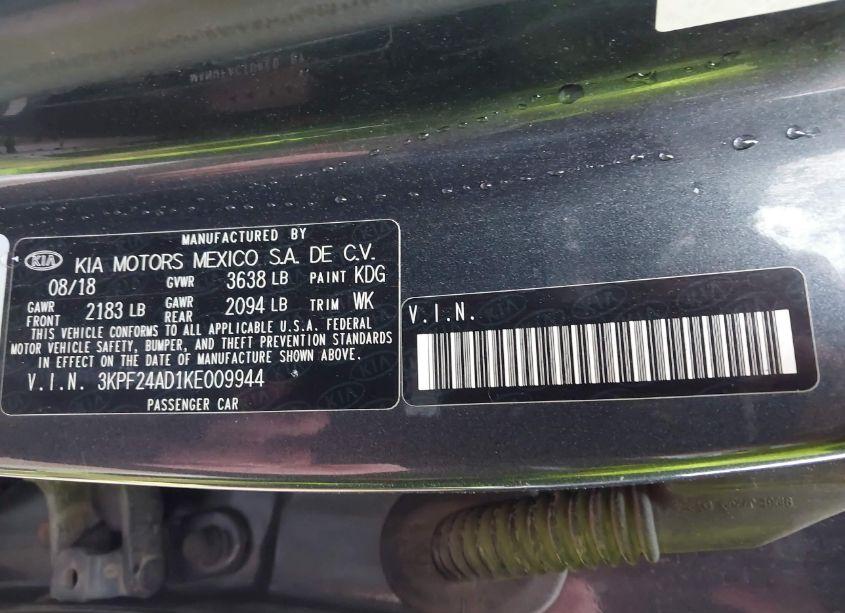 MANUFACTURED BY
KIA KIA MOTORS MEXICO S.A. DE C.V.
08/18 GVWR 3638 LB PAINT KDG
GAWR FRONT 2183 LB GAWR REAR 2094 LB TRIM WK
THIS VEHICLE CONFORMS TO ALL APPLICABLE U.S.A. FEDERAL
MOTOR VEHICLE SAFETY, BUMPER, AND THEFT PREVENTION STANDARDS
IN EFFECT ON THE DATE OF MANUFACTURE SHOWN ABOVE.
V.I.N. 3KPF24AD1KE009944
PASSENGER CAR
V.I.N.